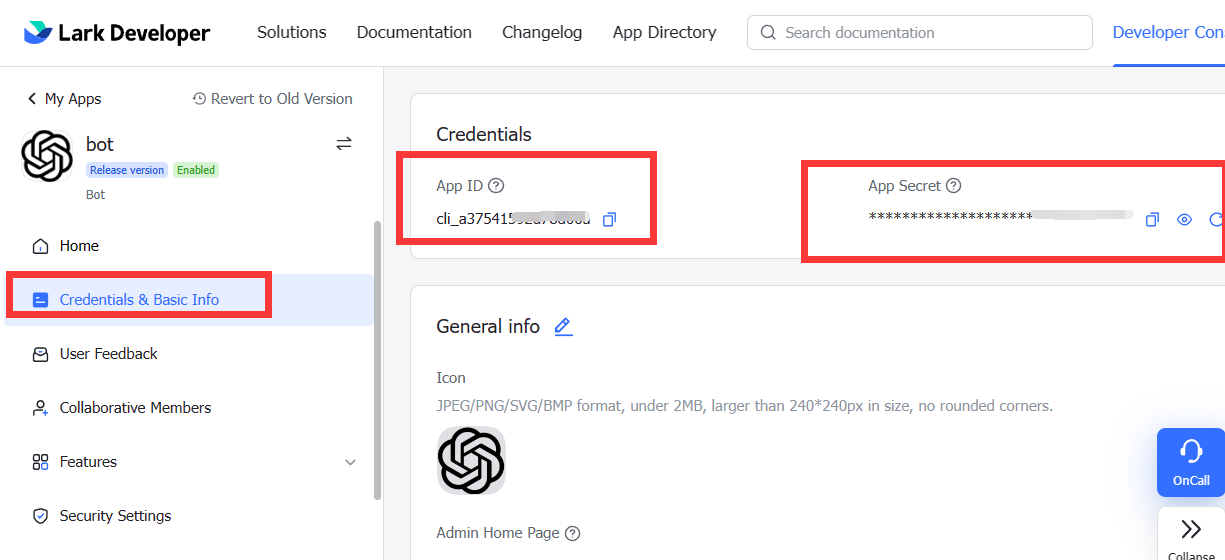 Lark Developer
Solutions
Documentation
Changelog
App Directory
Search documentation
Developer Con
My Apps
Revert to Old Version
bot
Release version
Enabled
Bot
Home
Credentials & Basic Info
User Feedback
Collaborative Members
Features
Security Settings
Credentials
App ID
cli_a37541
App Secret
********************
General info
Icon
JPEG/PNG/SVG/BMP format, under 2MB, larger than 240*240px in size, no rounded corners.
Admin Home Page
OnCall
Collapse